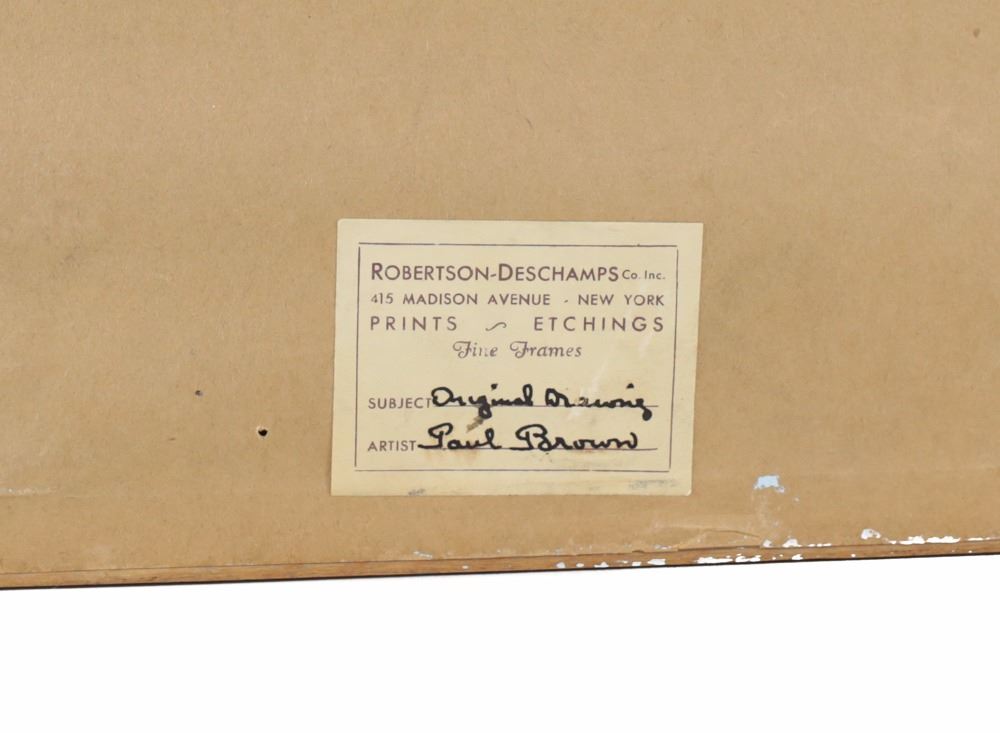 ROBERTSON-DESCHAMPS Co. Inc.
415 MADISON AVENUE - NEW YORK
PRINTS ~ ETCHINGS
Fine Frames
SUBJECT Original Drawing
ARTIST Paul Brown